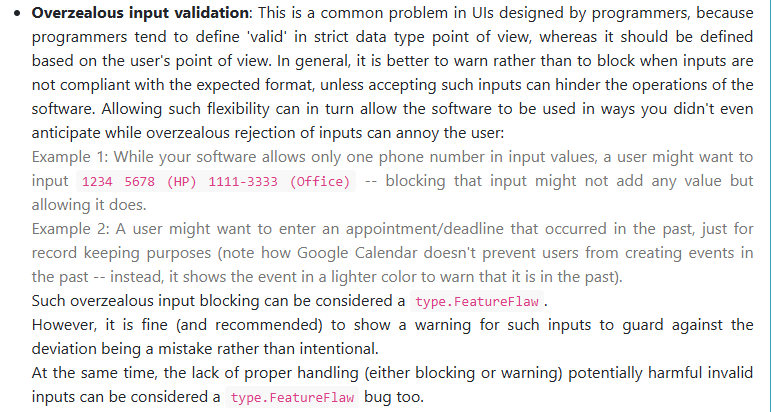 • Overzealous input validation: This is a common problem in UIs designed by programmers, because
programmers tend to define 'valid' in strict data type point of view, whereas it should be defined
based on the user's point of view. In general, it is better to warn rather than to block when inputs are
not compliant with the expected format, unless accepting such inputs can hinder the operations of the
software. Allowing such flexibility can in turn allow the software to be used in ways you didn't even
anticipate while overzealous rejection of inputs can annoy the user:
Example 1: While your software allows only one phone number in input values, a user might want to
input 1234 5678 (HP) 1111-3333 (Office) -- blocking that input might not add any value but
allowing it does.
Example 2: A user might want to enter an appointment/deadline that occurred in the past, just for
record keeping purposes (note how Google Calendar doesn't prevent users from creating events in
the past -- instead, it shows the event in a lighter color to warn that it is in the past).
Such overzealous input blocking can be considered a type.FeatureFlaw.
However, it is fine (and recommended) to show a warning for such inputs to guard against the
deviation being a mistake rather than intentional.
At the same time, the lack of proper handling (either blocking or warning) potentially harmful invalid
inputs can be considered a type.FeatureFlaw bug too.